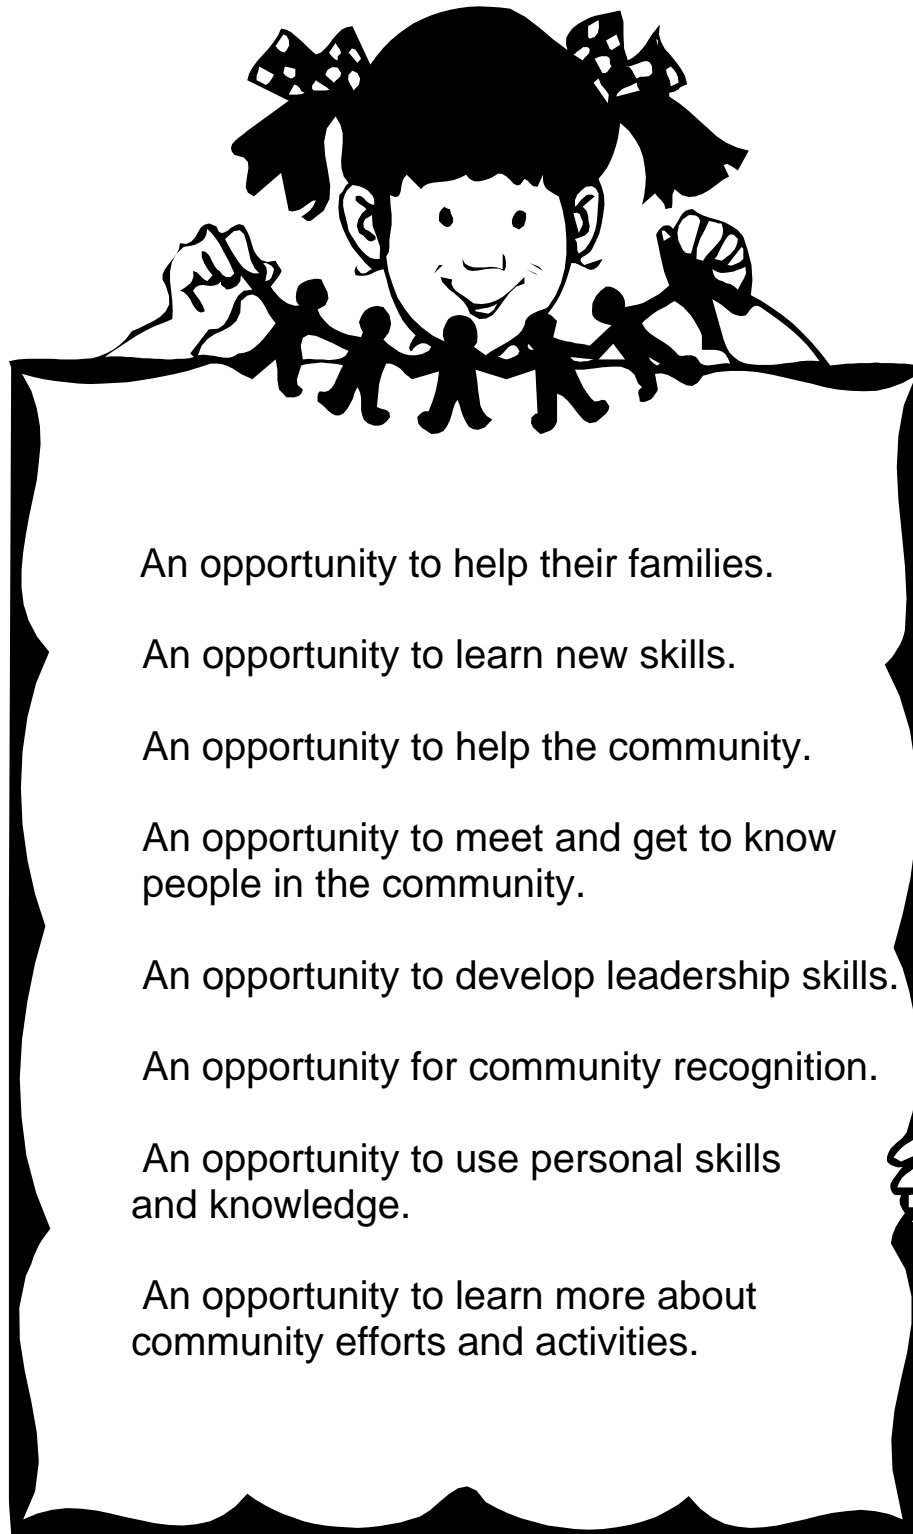 An opportunity to help their families.
An opportunity to learn new skills.
An opportunity to help the community.
An opportunity to meet and get to know
people in the community.
An opportunity to develop leadership skills.
An opportunity for community recognition.
An opportunity to use personal skills
and knowledge.
An opportunity to learn more about
community efforts and activities.